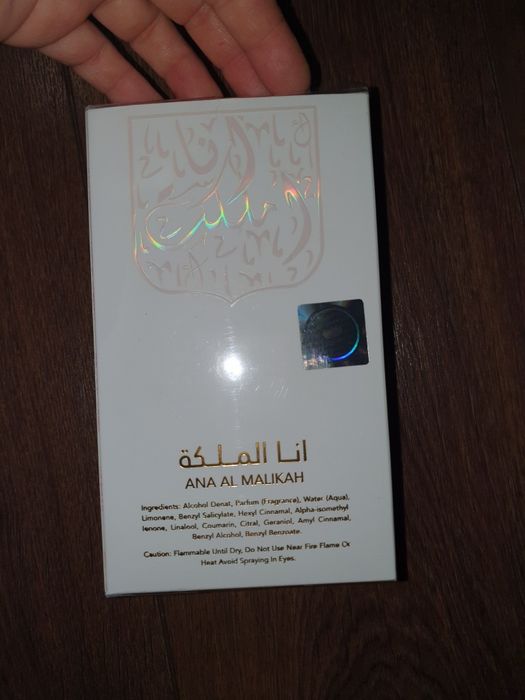 انا الملكة
انا الملكة
ANA AL MALIKAH
Ingredients: Alcohol Denat, Parfum (Fragrance), Water (Aqua),
Limonene, Benzyl Salicylate, Hexyl Cinnamal, Alpha-isomethyl
Ionone, Linalool, Coumarin, Citral, Geraniol, Amyl Cinnamal,
Benzyl Alcohol, Benzyl Benzoate.
Caution: Flammable Until Dry, Do Not Use Near Fire Flame Or
Heat Avoid Spraying In Eyes.